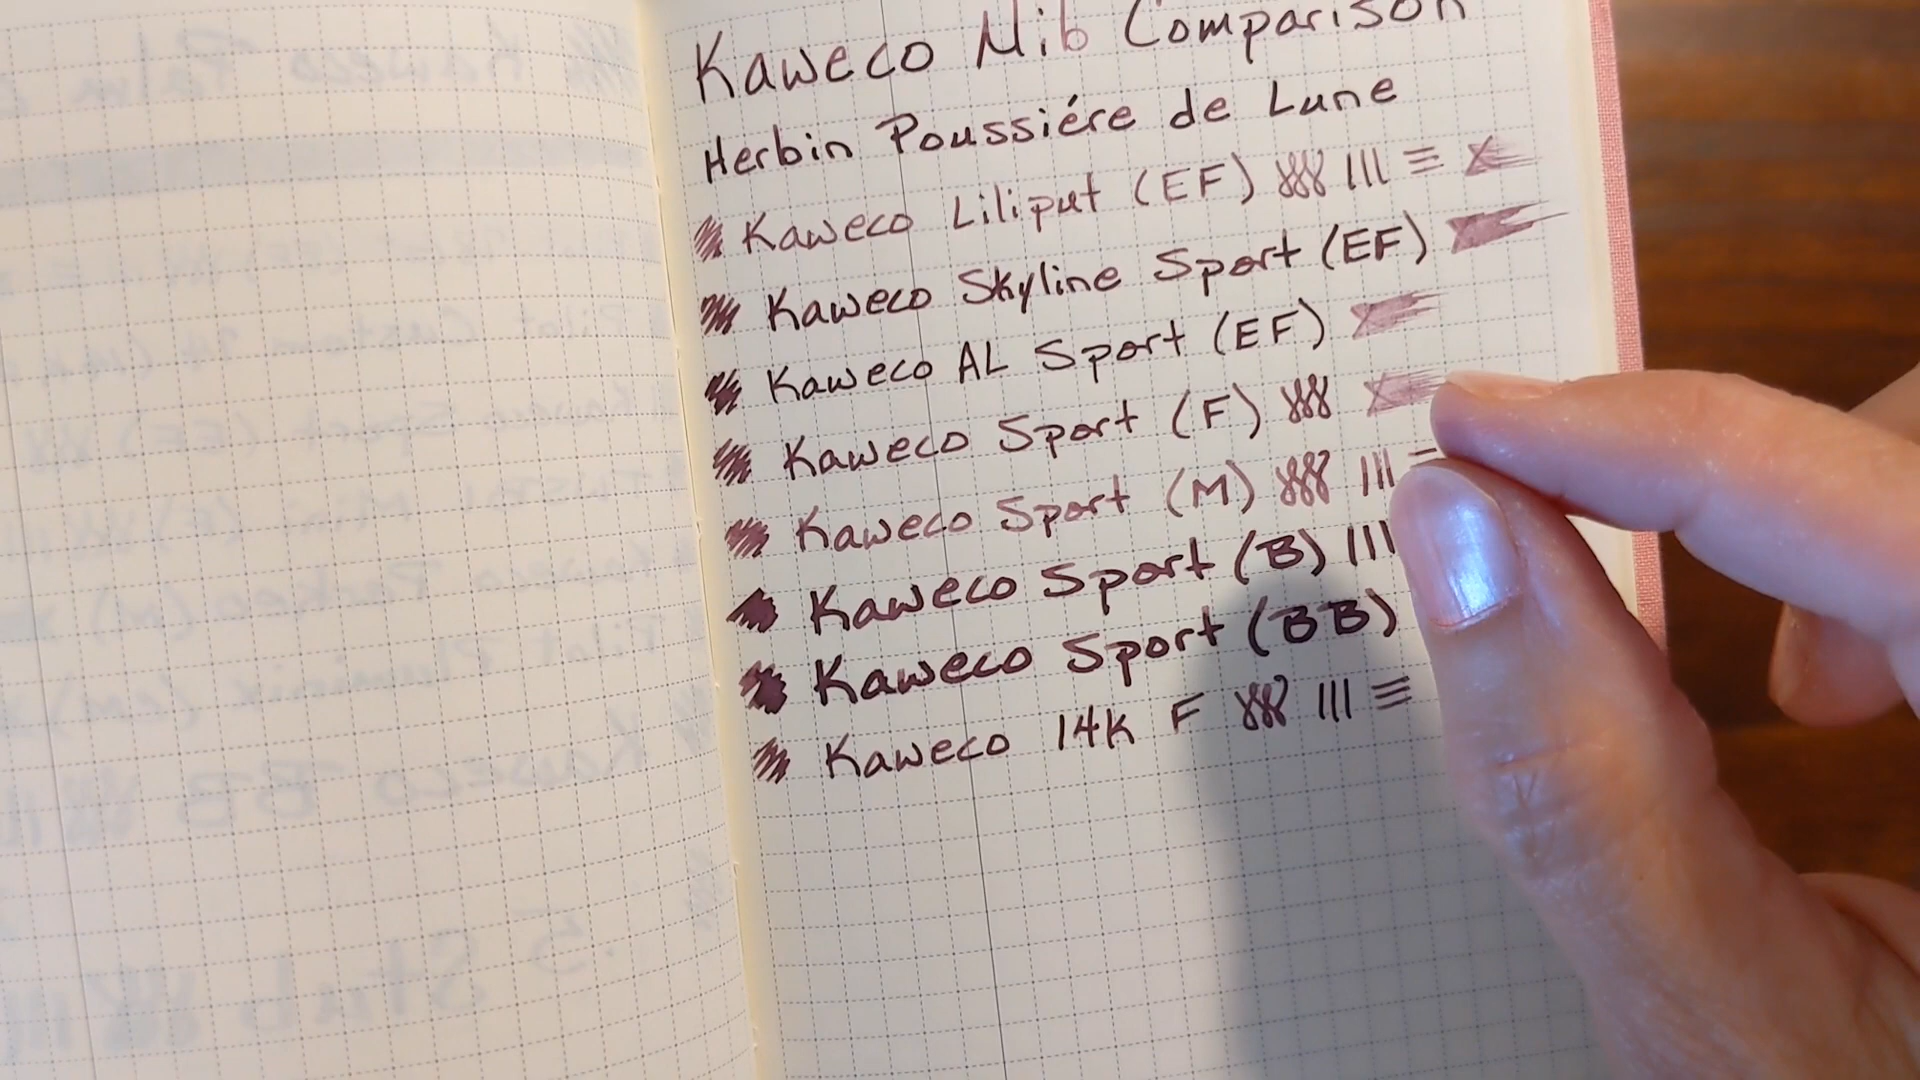 Kaweco Nib Comparison
Herbin Poussiére de Lune
Kaweco Liliput (EF)
Kaweco Skyline Sport (EF)
Kaweco AL Sport (EF)
Kaweco Sport (F)
Kaweco Sport (M)
Kaweco Sport (B)
Kaweco Sport (BB)
Kaweco 14K F